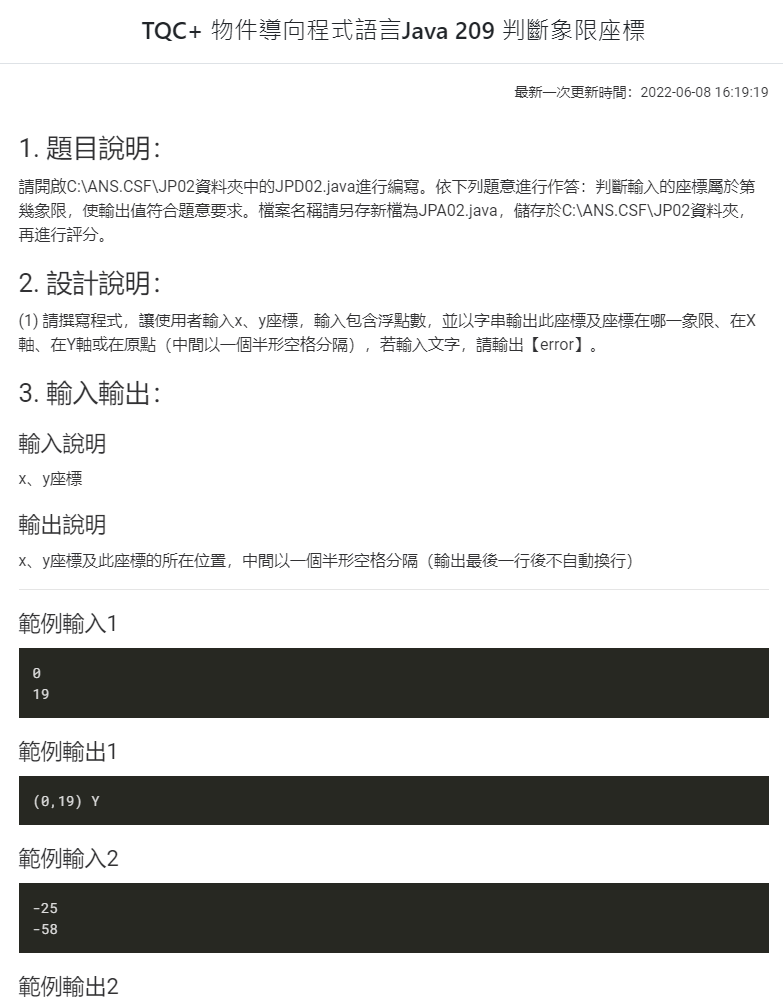 TQC+ 物件導向程式語言Java 209 判斷象限座標
最新一次更新時間：2022-06-08 16:19:19
1. 題目說明：
請開啟C:\ANS.CSF\JP02資料夾中的JPD02.java進行編寫。依下列題意進行作答：判斷輸入的座標屬於第
幾象限，使輸出值符合題意要求。檔案名稱請另存新檔為JPA02.java，儲存於C:\ANS.CSF\JP02資料夾，
再進行評分。
2. 設計說明：
(1) 請撰寫程式，讓使用者輸入x、y座標，輸入包含浮點數，並以字串輸出此座標及座標在哪一象限、在X
軸、在Y軸或在原點（中間以一個半形空格分隔），若輸入文字，請輸出【error】。
3. 輸入輸出：
輸入說明
x、y座標
輸出說明
x、y座標及此座標的所在位置，中間以一個半形空格分隔（輸出最後一行後不自動換行）
範例輸入1
0
19
範例輸出1
(0,19) Y
範例輸入2
-25
-58
範例輸出2